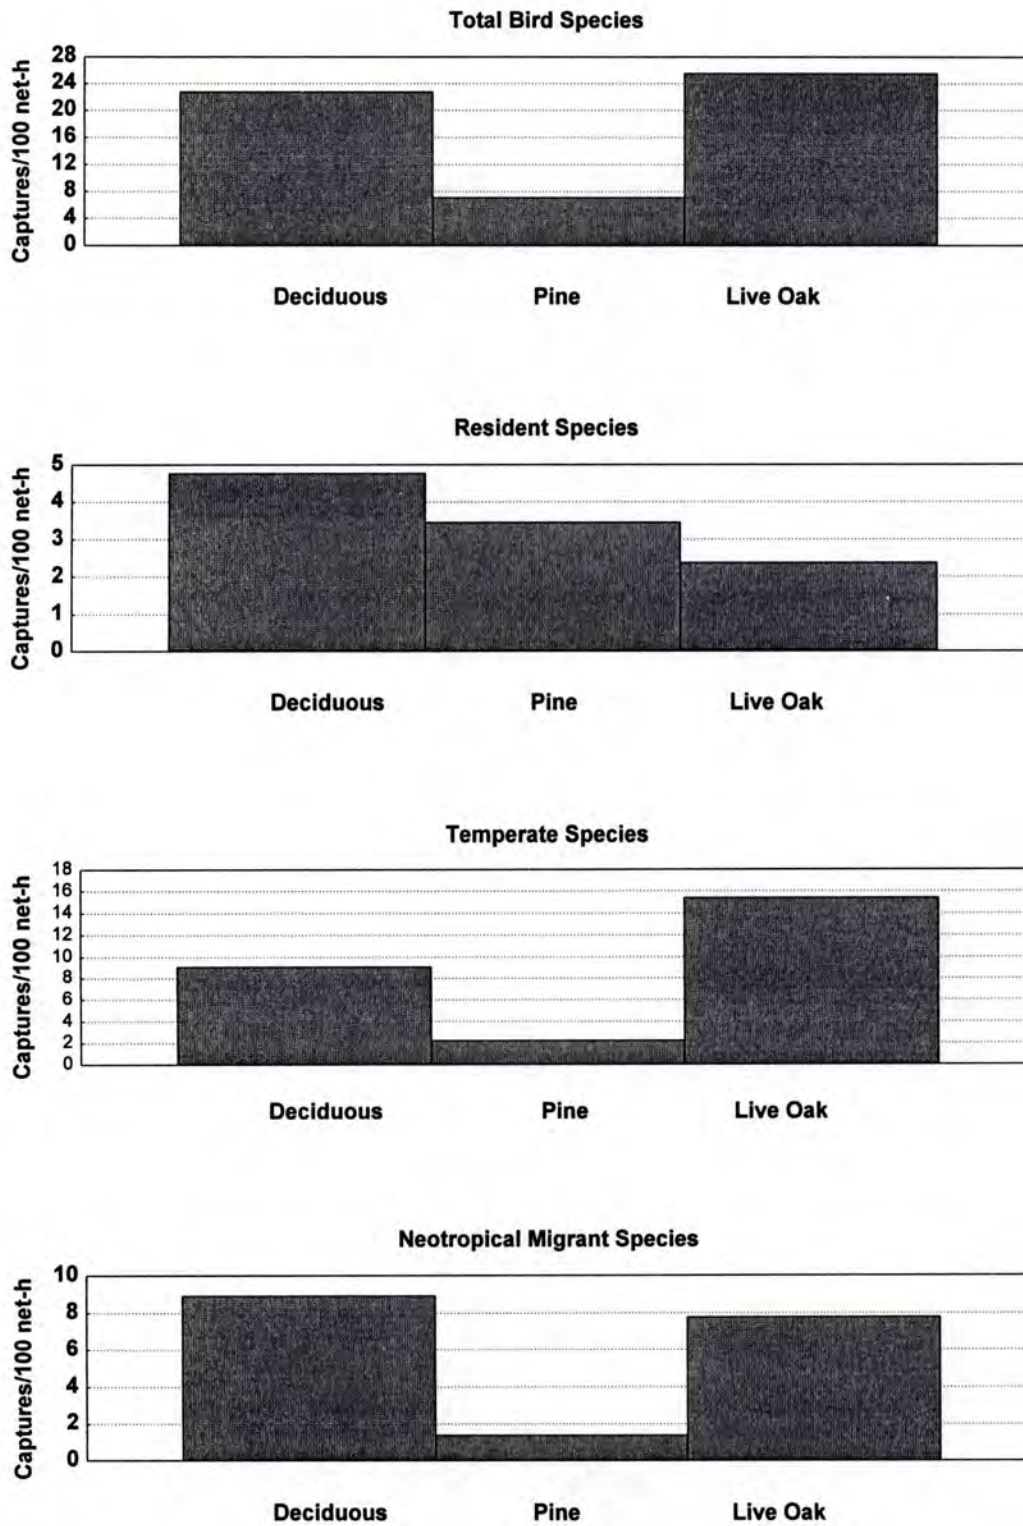 Total Bird Species
Captures/100 net-h
28
24
20
16
12
8
4
0
Deciduous Pine Live Oak
Resident Species
Captures/100 net-h
5
4
3
2
1
0
Deciduous Pine Live Oak
Temperate Species
Captures/100 net-h
18
16
14
12
10
8
6
4
2
0
Deciduous Pine Live Oak
Neotropical Migrant Species
Captures/100 net-h
10
8
6
4
2
0
Deciduous Pine Live Oak